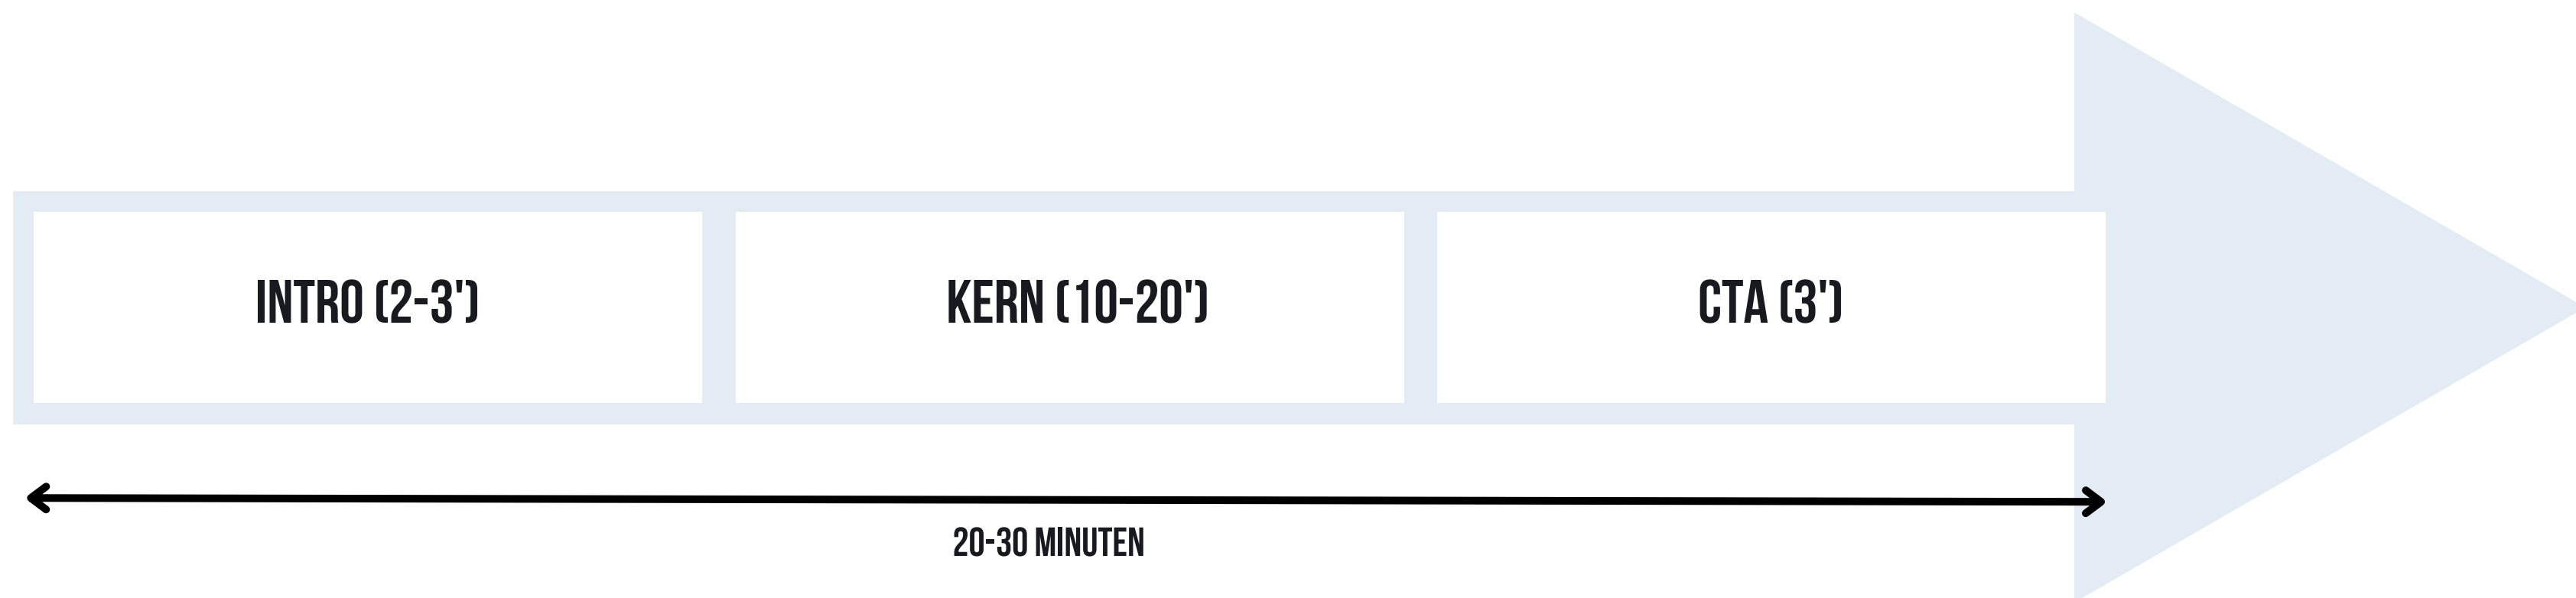 INTRO (2-3')
KERN (10-20')
CTA (3')
20-30 MINUTEN